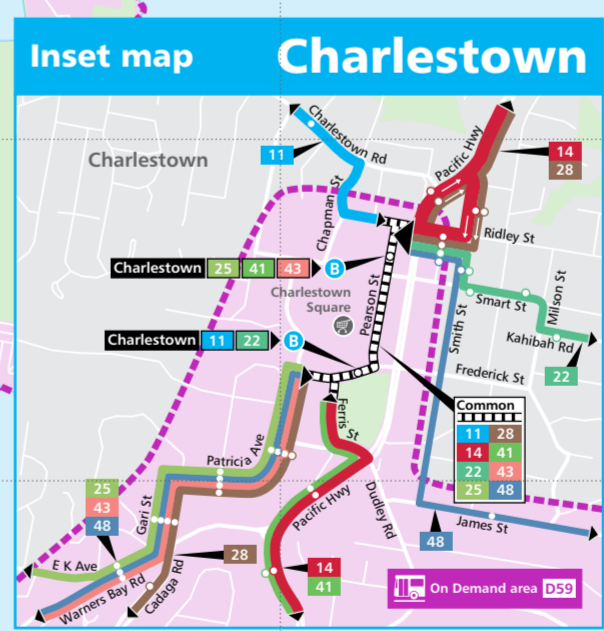 Inset map Charlestown
Charlestown Rd
Pacific Hwy
11
14
28
Charlestown
Chapman St
Ridley St
Charlestown 25 41 43 B
Charlestown
Square
Pearson St
Smith St
Smart St
Milson St
Kahibah Rd
Charlestown 11 22 B
22
Frederick St
Common
11 28
14 41
22 43
25 48
Ferris St
Patricia Ave
25
43
48
Gari St
Pacific Hwy
Dudley Rd
James St
48
28
E K Ave
Warners Bay Rd
Cadaga Rd
14
41
On Demand area D59